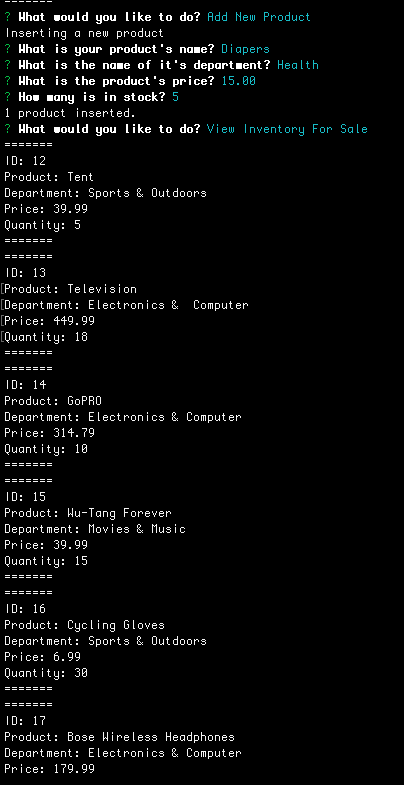 =======
? What would you like to do? Add New Product
Inserting a new product
? What is your product's name? Diapers
? What is the name of it's department? Health
? What is the product's price? 15.00
? How many is in stock? 5
1 product inserted.
? What would you like to do? View Inventory For Sale
=======
ID: 12
Product: Tent
Department: Sports & Outdoors
Price: 39.99
Quantity: 5
=======
=======
ID: 13
Product: Television
Department: Electronics &  Computer
Price: 449.99
Quantity: 18
=======
=======
ID: 14
Product: GoPRO
Department: Electronics & Computer
Price: 314.79
Quantity: 10
=======
=======
ID: 15
Product: Wu-Tang Forever
Department: Movies & Music
Price: 39.99
Quantity: 15
=======
=======
ID: 16
Product: Cycling Gloves
Department: Sports & Outdoors
Price: 6.99
Quantity: 30
=======
=======
ID: 17
Product: Bose Wireless Headphones
Department: Electronics & Computer
Price: 179.99